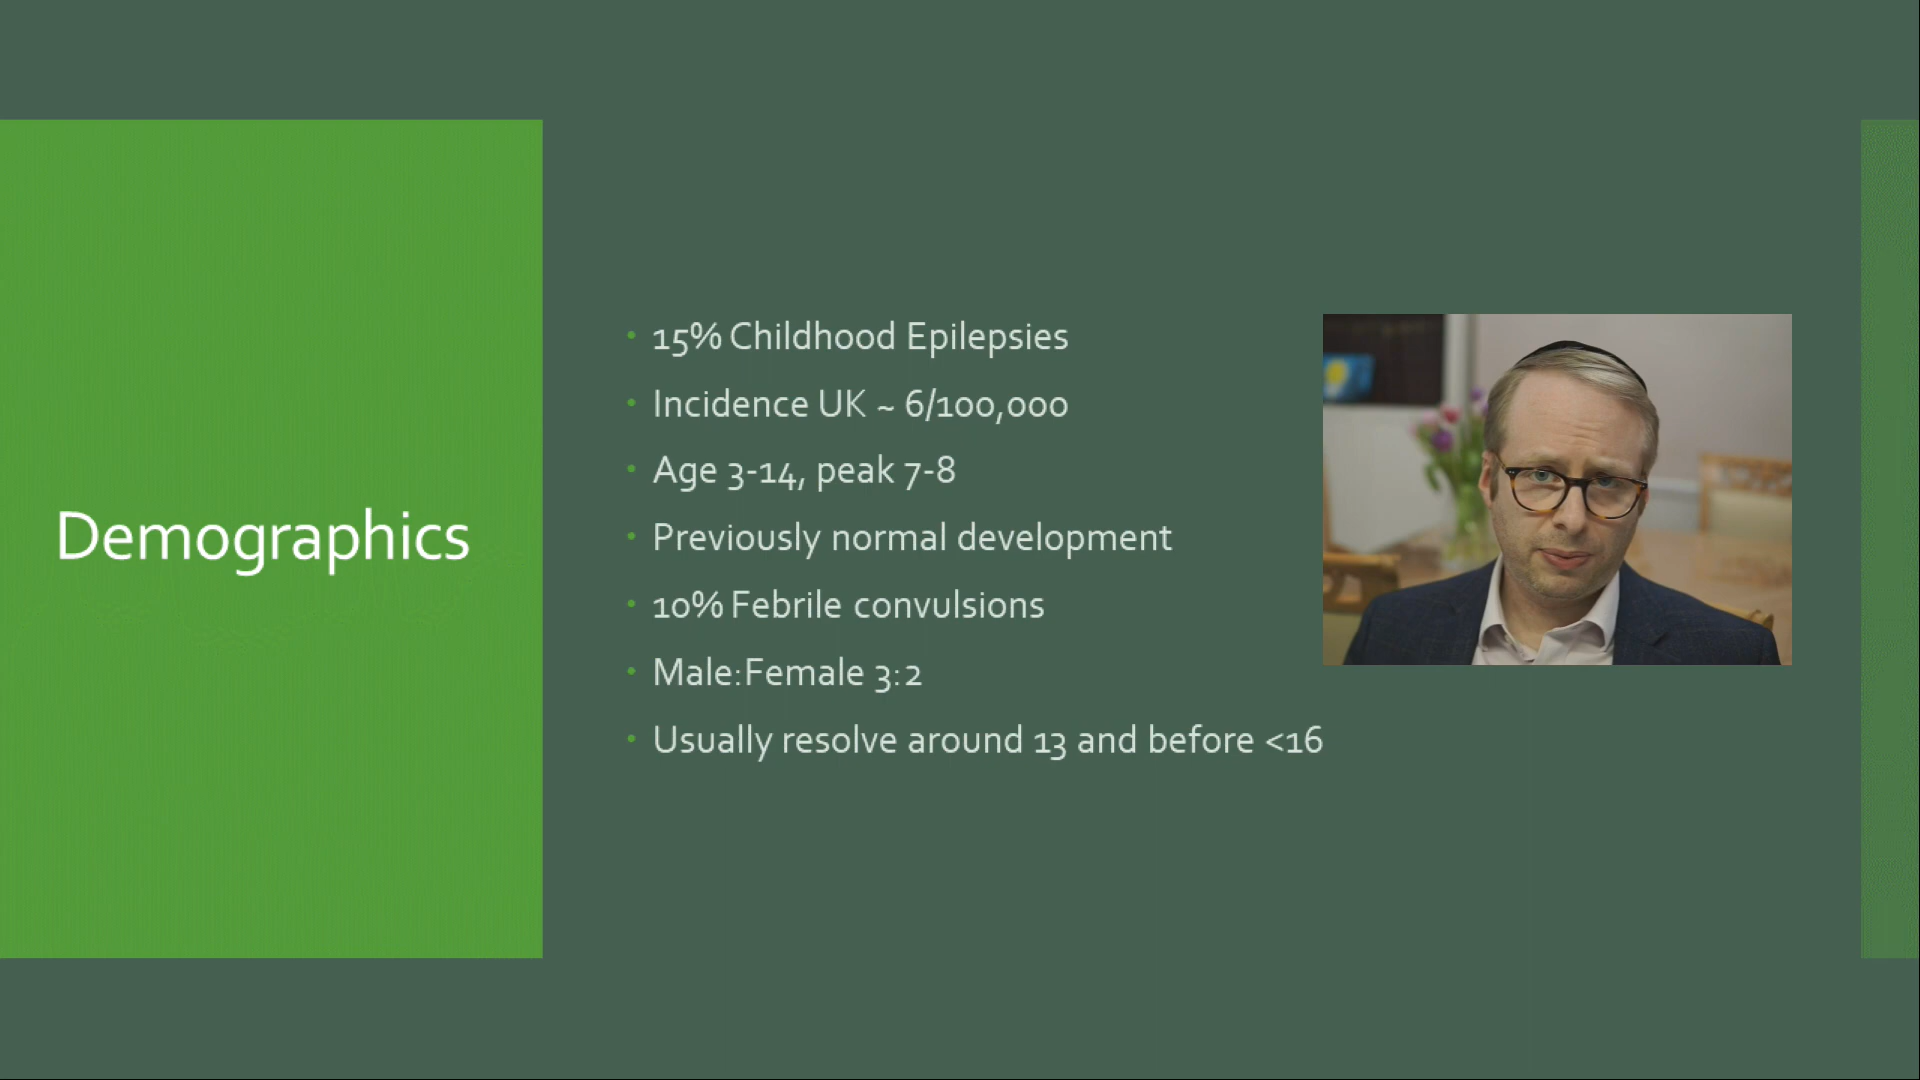 Demographics
15% Childhood Epilepsies
Incidence UK ~ 6/100,000
Age 3-14, peak 7-8
Previously normal development
10% Febrile convulsions
Male:Female 3:2
Usually resolve around 13 and before <16